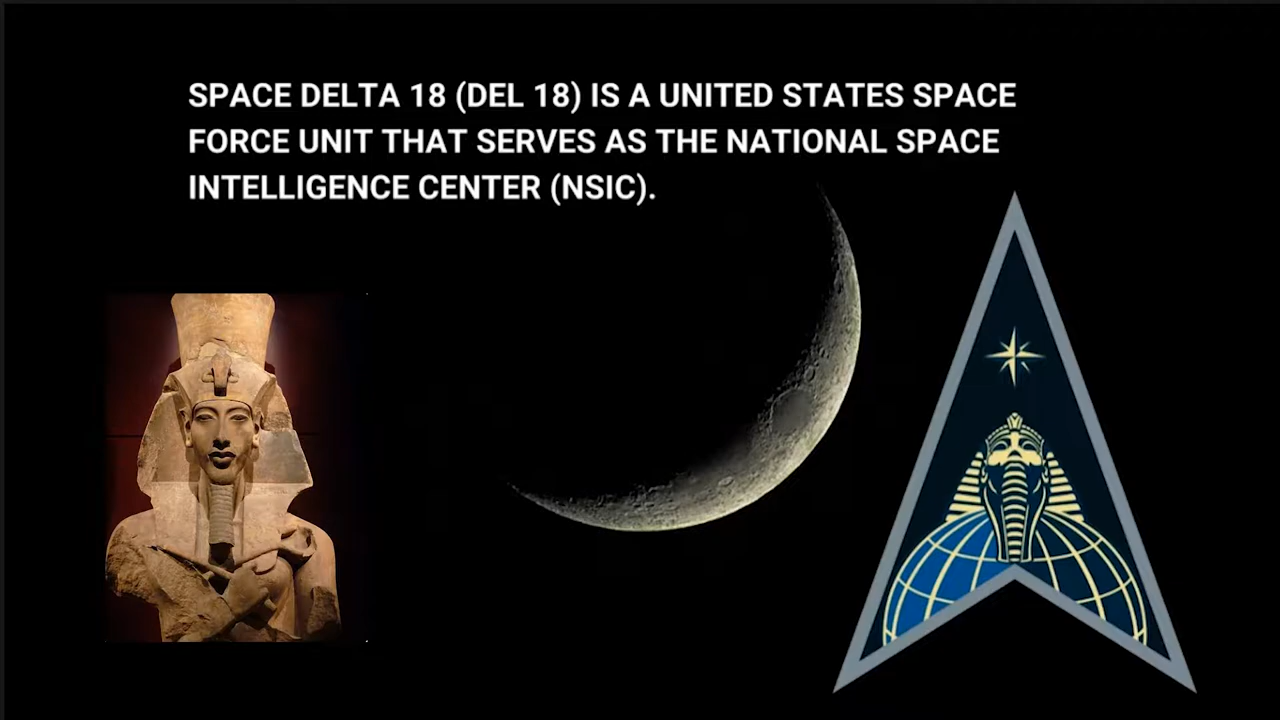 SPACE DELTA 18 (DEL 18) IS A UNITED STATES SPACE
FORCE UNIT THAT SERVES AS THE NATIONAL SPACE
INTELLIGENCE CENTER (NSIC).